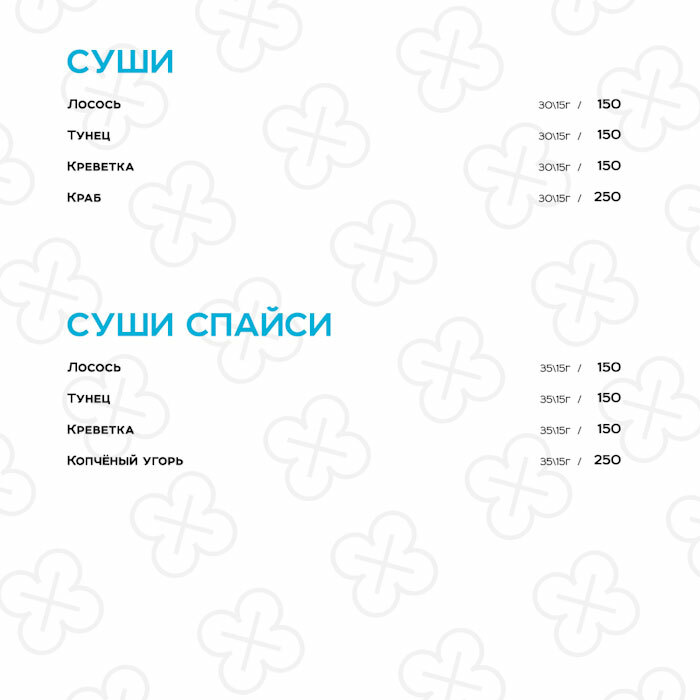 СУШИ
Лосось 30\15г / 150
Тунец 30\15г / 150
Креветка 30\15г / 150
Краб 30\15г / 250
СУШИ СПАЙСИ
Лосось 35\15г / 150
Тунец 35\15г / 150
Креветка 35\15г / 150
Копчёный угорь 35\15г / 250